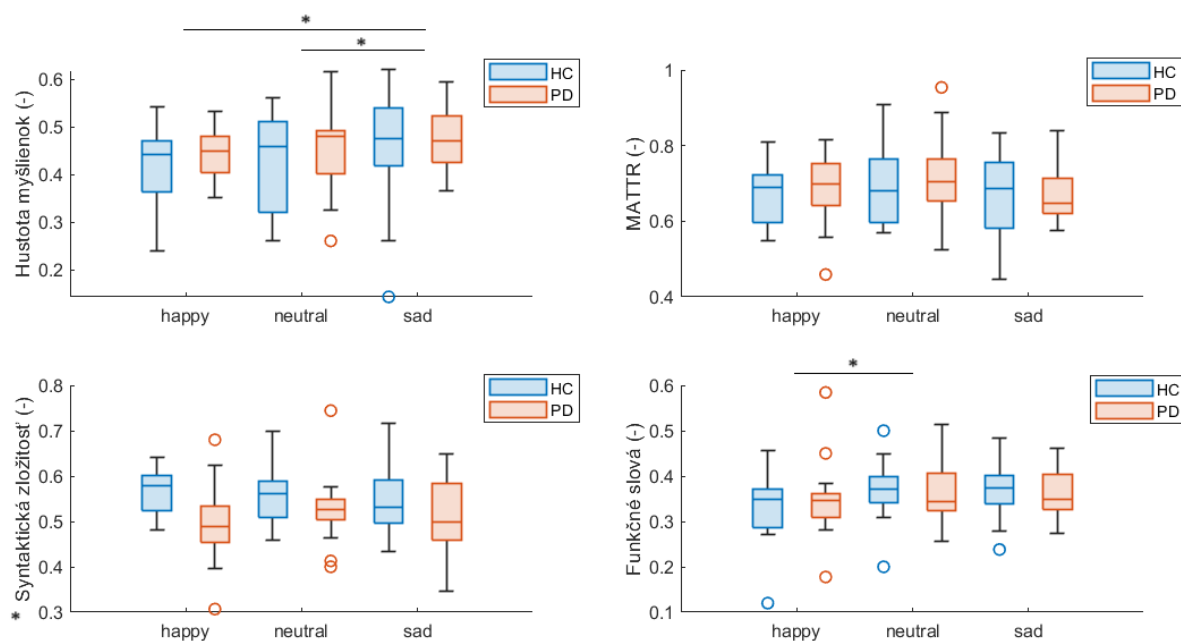 *
*
Hustota myšlienok (-)
0.6
0.5
0.4
0.3
0.2
happy neutral sad
HC
PD
MATTR (-)
1
0.8
0.6
0.4
happy neutral sad
HC
PD
* Syntaktická zložitosť (-)
0.8
0.7
0.6
0.5
0.4
0.3
happy neutral sad
HC
PD
*
Funkčné slová (-)
0.6
0.5
0.4
0.3
0.2
0.1
happy neutral sad
HC
PD